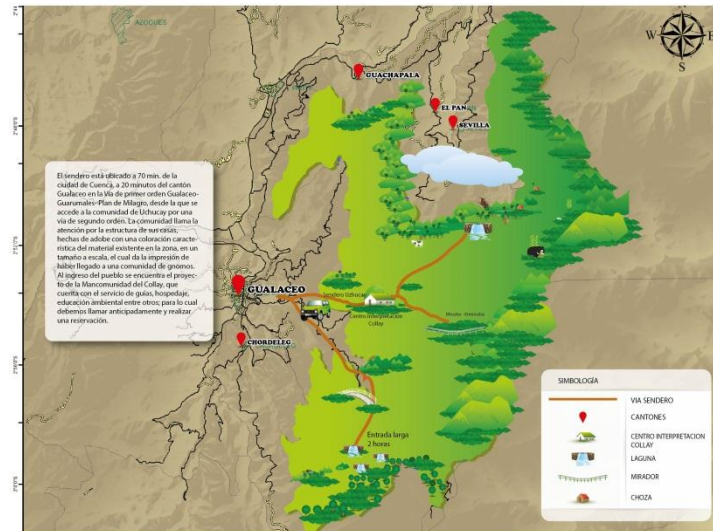 AZOGUES
N
W
E
S
GUACHAPALA
EL PAN
SEVILLA
El sendero está ubicado a 70 min. de la
ciudad de Cuenca, a 20 minutos del cantón
Gualaceo en la Vía de primer orden Gualaceo-
Guarumales-Plan de Milagro, desde la que se
accede a la comunidad de Uchucay por una
vía de segundo orden. La comunidad llama la
atención por la estructura de sus casas,
hechas de adobe con una coloración caracte-
rística del material existente en la zona, en un
tamaño a escala, el cual da la impresión de
haber llegado a una comunidad de gnomos.
Al ingreso del pueblo se encuentra el proyec-
to de la Mancomunidad del Collay, que
cuenta con el servicio de guías, hospedaje,
educación ambiental entre otros; para lo cual
debemos llamar anticipadamente y realizar
una reservación.
GUALACEO
Sendero Uzhucay
Centro Interpretacion
Collay
CHORDELEG
Entrada larga
2 horas
SIMBOLOGÍA
VIA SENDERO
CANTONES
CENTRO INTERPRETACION
COLLAY
LAGUNA
MIRADOR
CHOZA